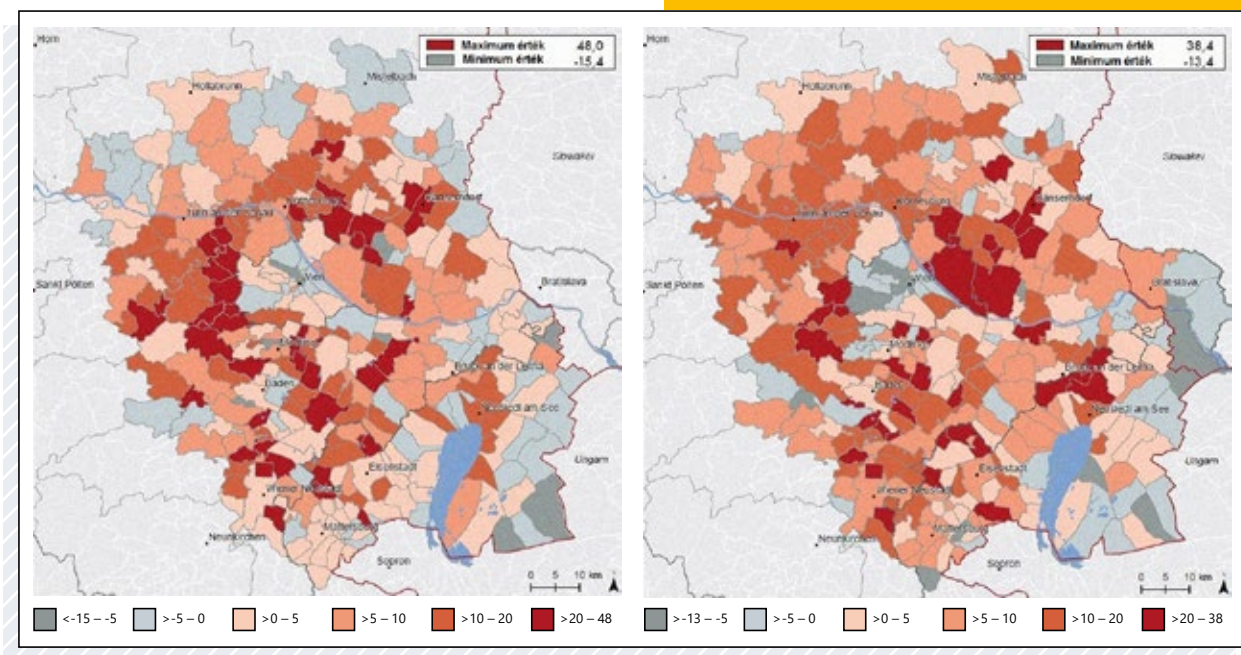 Horn
Maximum érték 48,0
Minimum érték -15,4
Mistelbach
Hollabrunn
Slowakei
Gänserndorf
Tulln an der Donau
Korneuburg
Wien
Sankt Pölten
Bratislava
Mödling
Bruck an der Leitha
Baden
Neusiedl am See
Ungarn
Eisenstadt
Wiener Neustadt
Mattersburg
Neunkirchen
Sopron
0 5 10 km
<-15 – -5
>-5 – 0
>0 – 5
>5 – 10
>10 – 20
>20 – 48
Horn
Maximum érték 38,4
Minimum érték -13,4
Mistelbach
Hollabrunn
Slowakei
Gänserndorf
Tulln an der Donau
Korneuburg
Wien
Sankt Pölten
Bratislava
Mödling
Bruck an der Leitha
Baden
Neusiedl am See
Ungarn
Eisenstadt
Wiener Neustadt
Mattersburg
Neunkirchen
Sopron
0 5 10 km
>-13 – -5
>-5 – 0
>0 – 5
>5 – 10
>10 – 20
>20 – 38